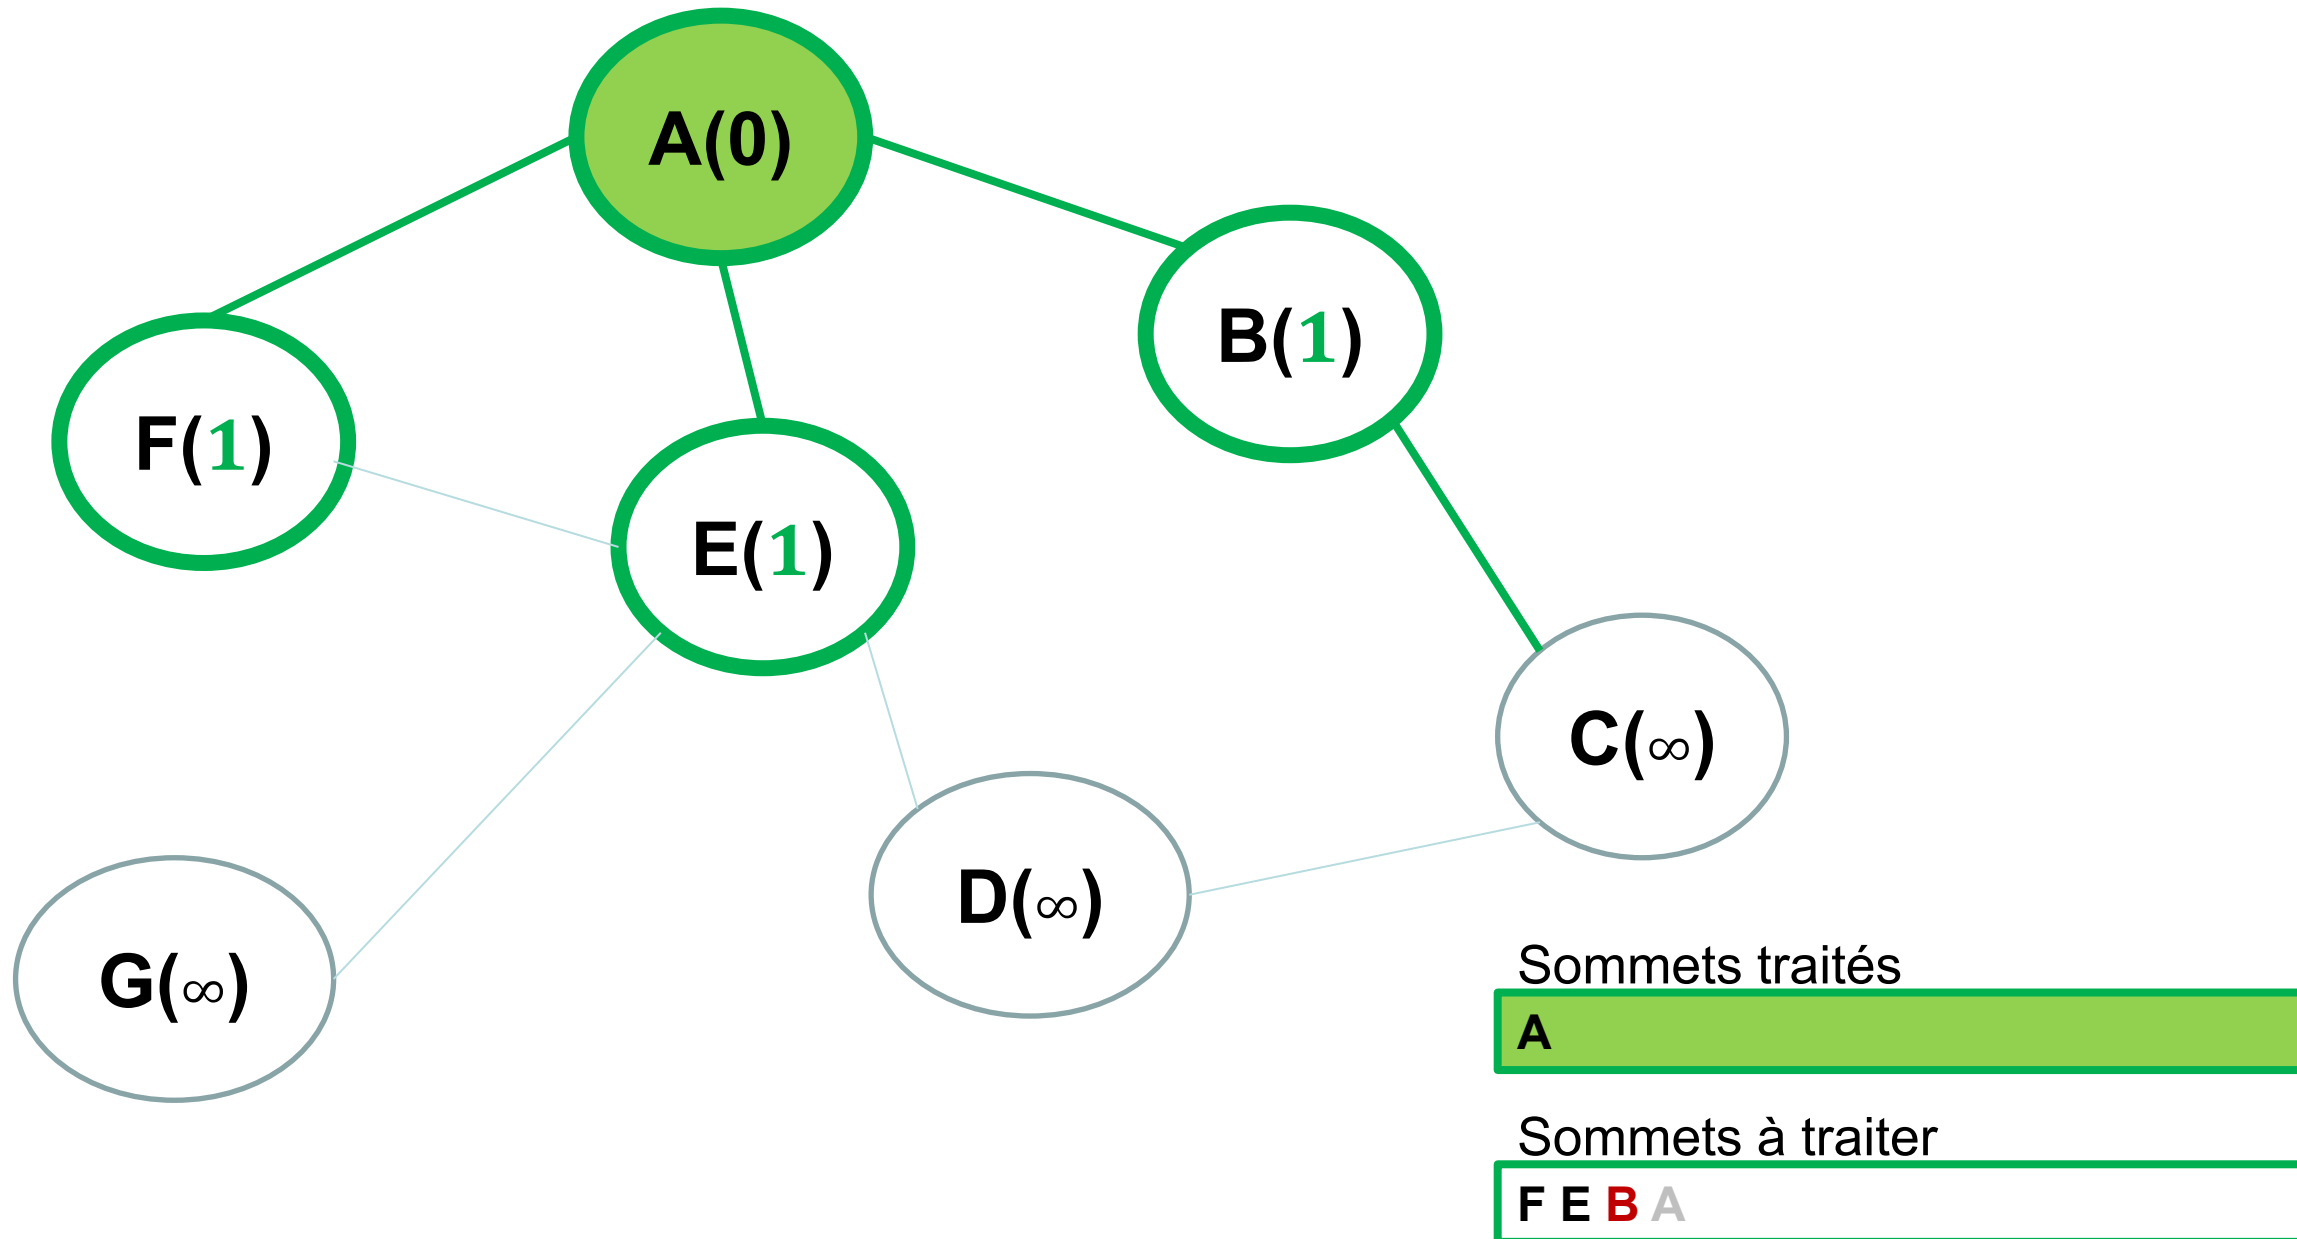 A(0)
B(1)
F(1)
E(1)
C(∞)
D(∞)
G(∞)
Sommets traités
A
Sommets à traiter
F E B A